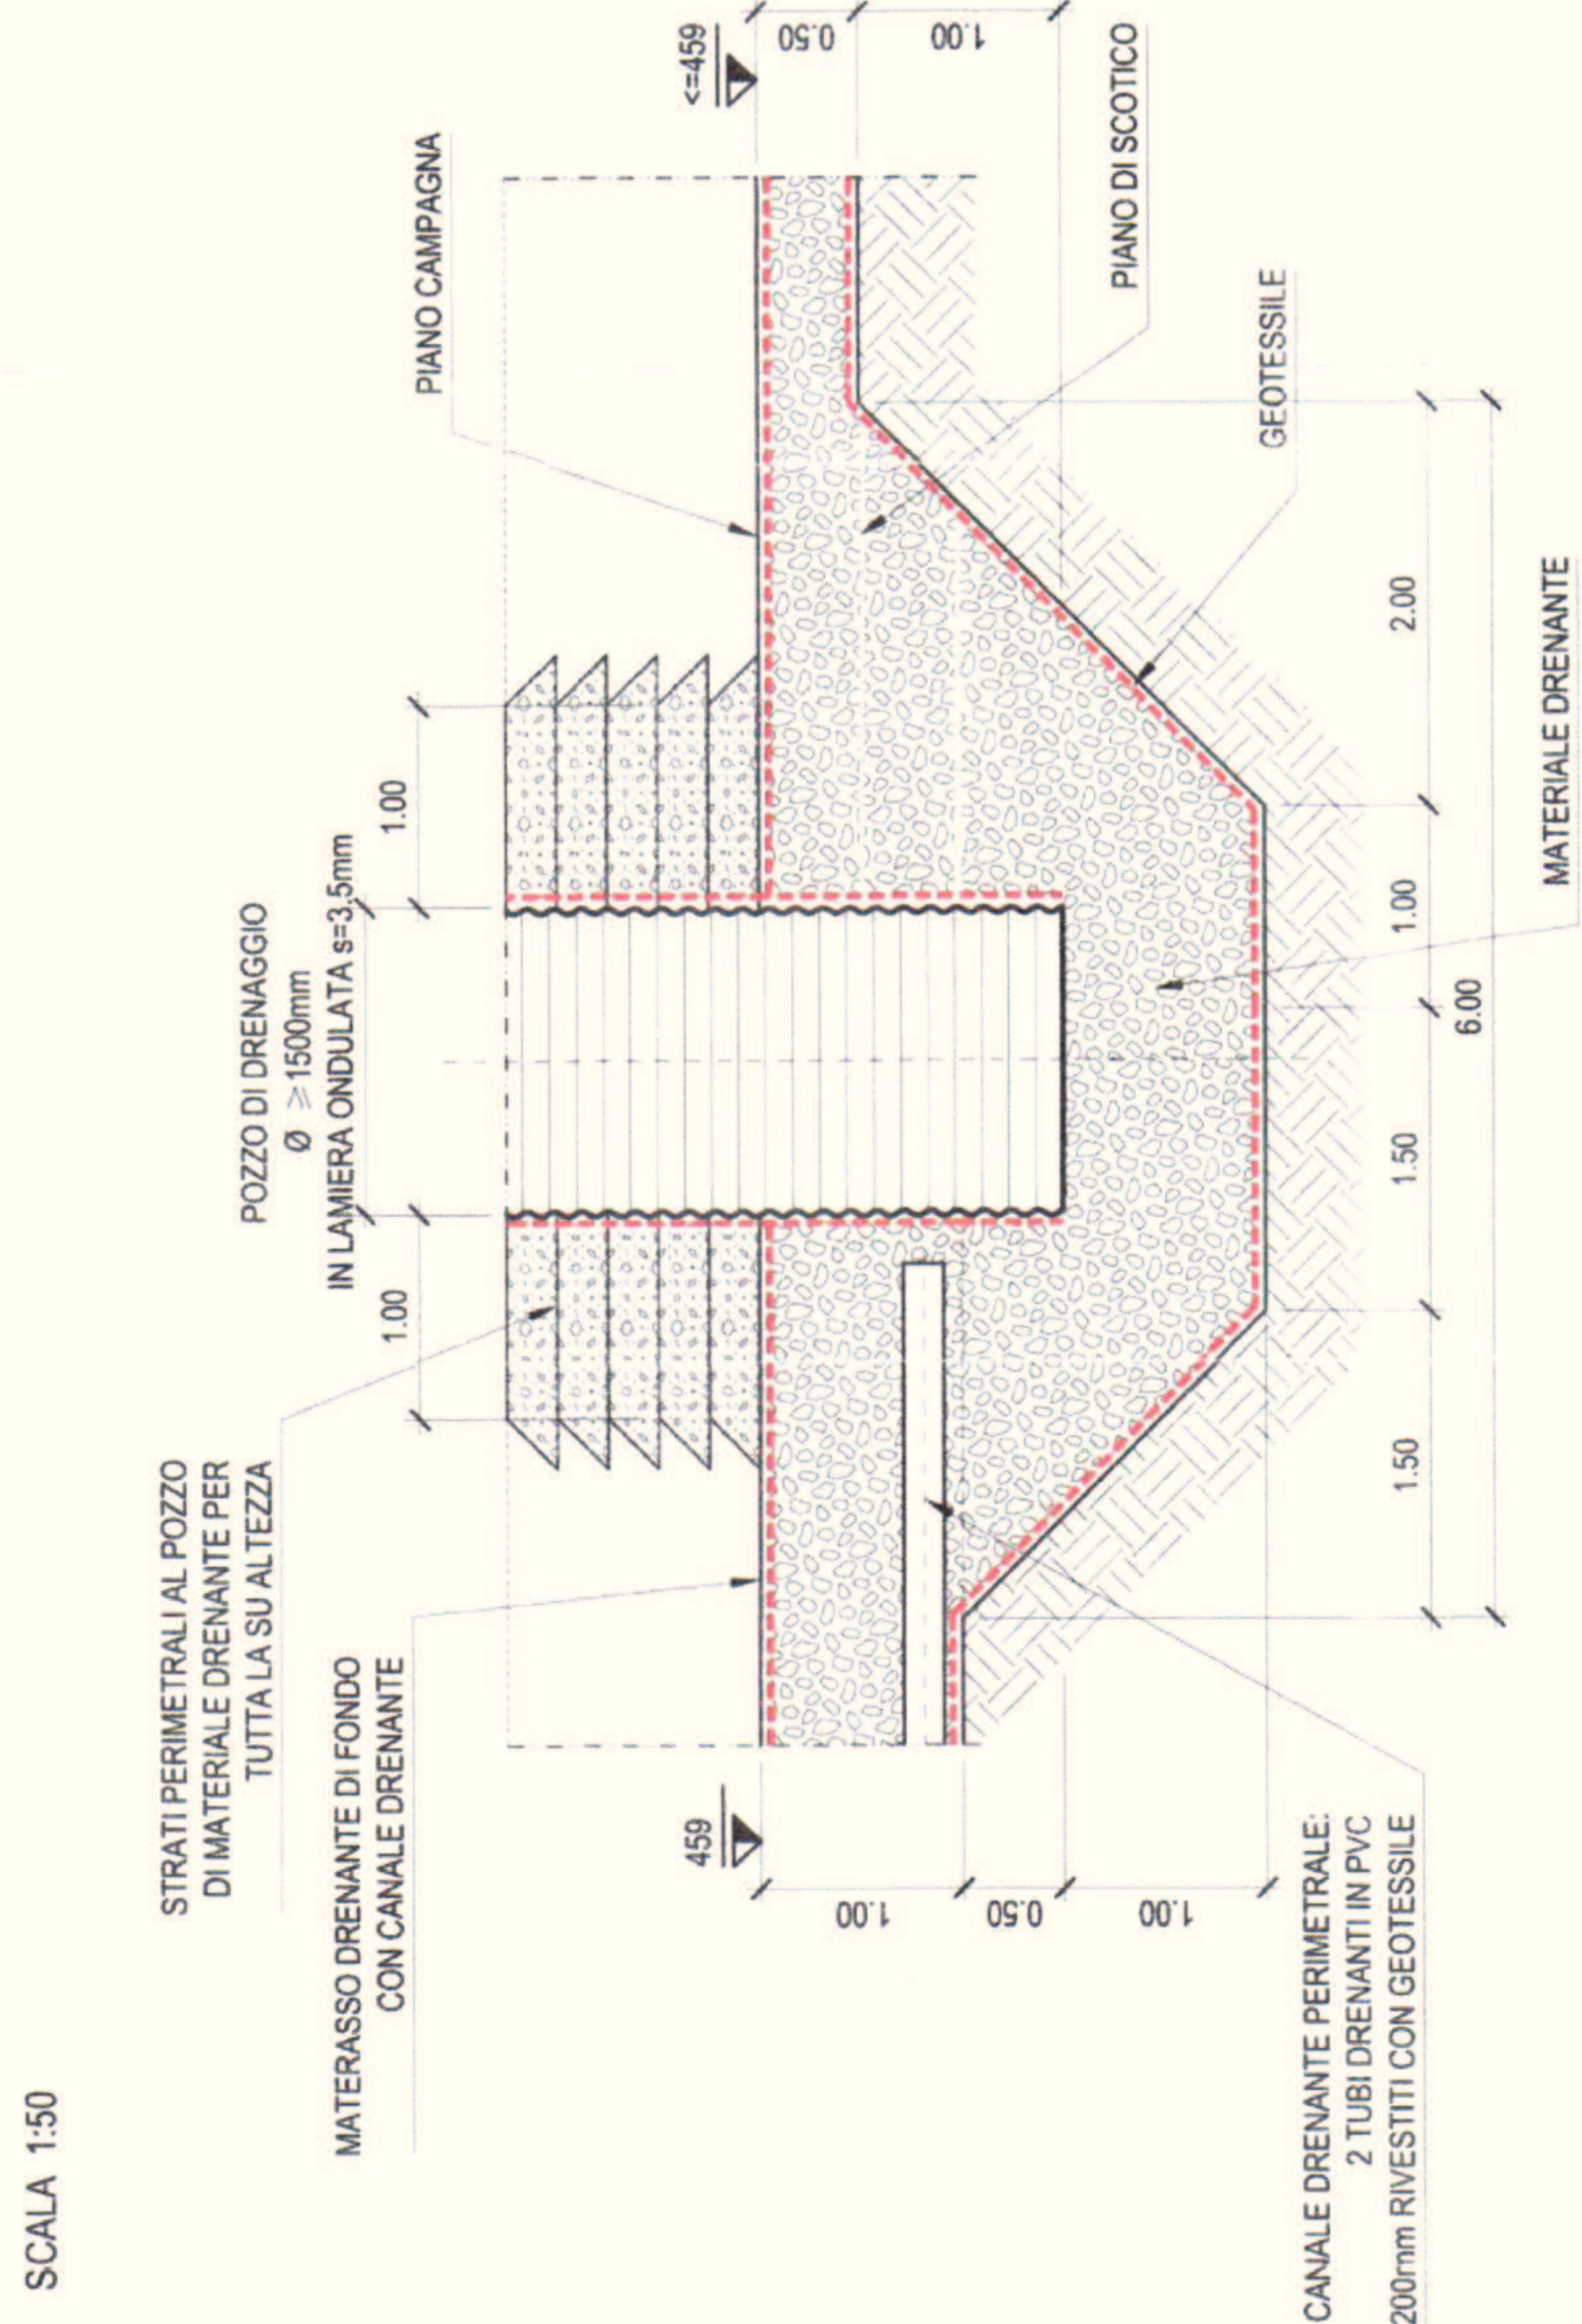 SCALA 1:50
STRATI PERIMETRALI AL POZZO
DI MATERIALE DRENANTE PER
TUTTA LA SU ALTEZZA
POZZO DI DRENAGGIO
Ø ⩾1500mm
IN LAMIERA ONDULATA s=3,5mm
MATERASSO DRENANTE DI FONDO
CON CANALE DRENANTE
1.00
1.00
PIANO CAMPAGNA
459
<=459
1.00
0.50
1.00
0.50
1.00
PIANO DI SCOTICO
GEOTESSILE
CANALE DRENANTE PERIMETRALE:
2 TUBI DRENANTI IN PVC
200mm RIVESTITI CON GEOTESSILE
1.50
1.50
1.00
2.00
6.00
MATERIALE DRENANTE